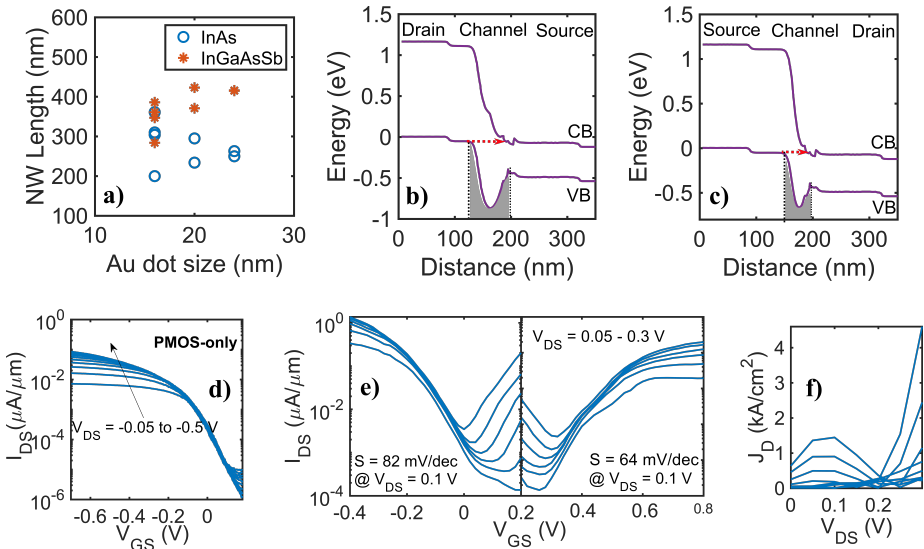 NW Length (nm)
600
500
400
300
200
100
InAs
InGaAsSb
a)
10
20
30
Au dot size (nm)
Energy (eV)
1.5
1
0.5
0
-0.5
-1
Drain
Channel
Source
CB
VB
b)
0
100
200
300
Distance (nm)
Energy (eV)
1.5
1
0.5
0
-0.5
Source
Channel
Drain
CB
VB
c)
0
100
200
300
Distance (nm)
I_DS (μA/μm)
10^0
10^-2
10^-4
10^-6
PMOS-only
d)
V_DS = -0.05 to -0.5 V
-0.6
-0.4
-0.2
0
V_GS (V)
I_DS (μA/μm)
10^0
10^-2
10^-4
e)
V_DS = 0.05 - 0.3 V
S = 82 mV/dec
@ V_DS = 0.1 V
S = 64 mV/dec
@ V_DS = 0.1 V
-0.4
-0.2
0
0.2
0.4
0.6
0.8
V_GS (V)
J_D (kA/cm^2)
4
2
0
f)
0
0.1
0.2
V_DS (V)